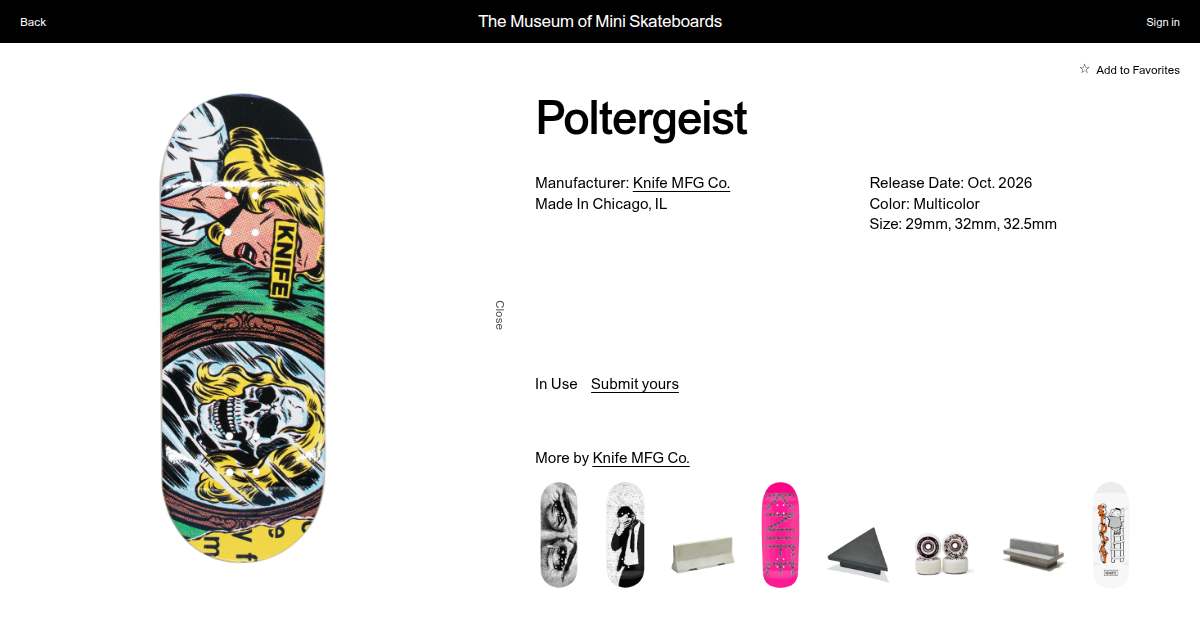 Back
The Museum of Mini Skateboards
Sign in
☆ Add to Favorites
Poltergeist
Manufacturer: Knife MFG Co.
Made In Chicago, IL
Release Date: Oct. 2026
Color: Multicolor
Size: 29mm, 32mm, 32.5mm
KNIFE
Close
In Use Submit yours
More by Knife MFG Co.
KNIFE